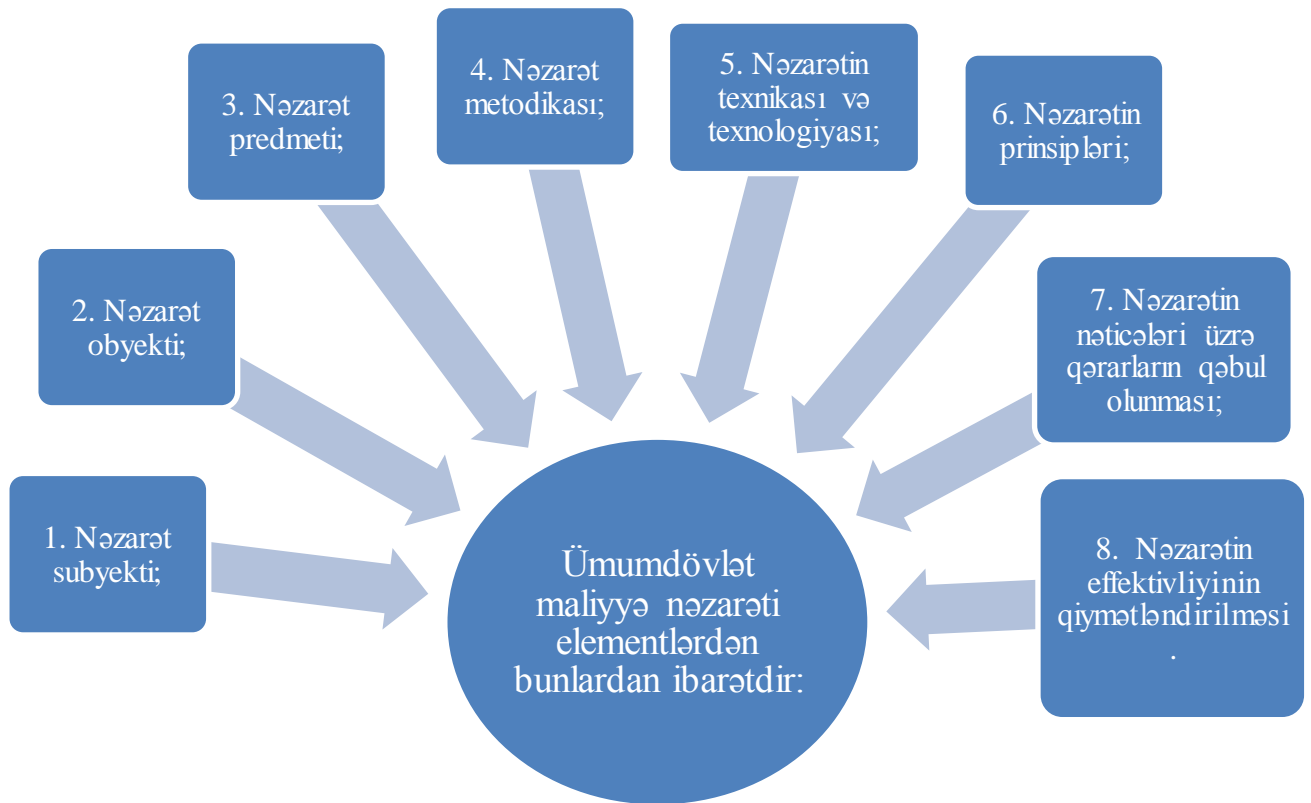 1. Nəzarət
subyekti;
2. Nəzarət
obyekti;
3. Nəzarət
predmeti;
4. Nəzarət
metodikası;
5. Nəzarətin
texnikası və
texnologiyası;
6. Nəzarətin
prinsipləri;
7. Nəzarətin
nəticələri üzrə
qərarların qəbul
olunması;
8. Nəzarətin
effektivliyinin
qiymətləndirilməsi
.
Ümumdövlət
maliyyə nəzarəti
elementlərdən
bunlardan ibarətdir: